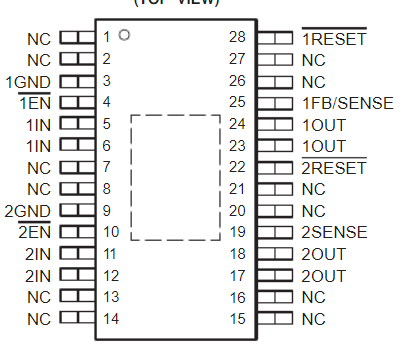 (TOP VIEW)
NC 1 28 1RESET
NC 2 27 NC
1GND 3 26 NC
1EN 4 25 1FB/SENSE
1IN 5 24 1OUT
1IN 6 23 1OUT
NC 7 22 2RESET
NC 8 21 NC
2GND 9 20 NC
2EN 10 19 2SENSE
2IN 11 18 2OUT
2IN 12 17 2OUT
NC 13 16 NC
NC 14 15 NC